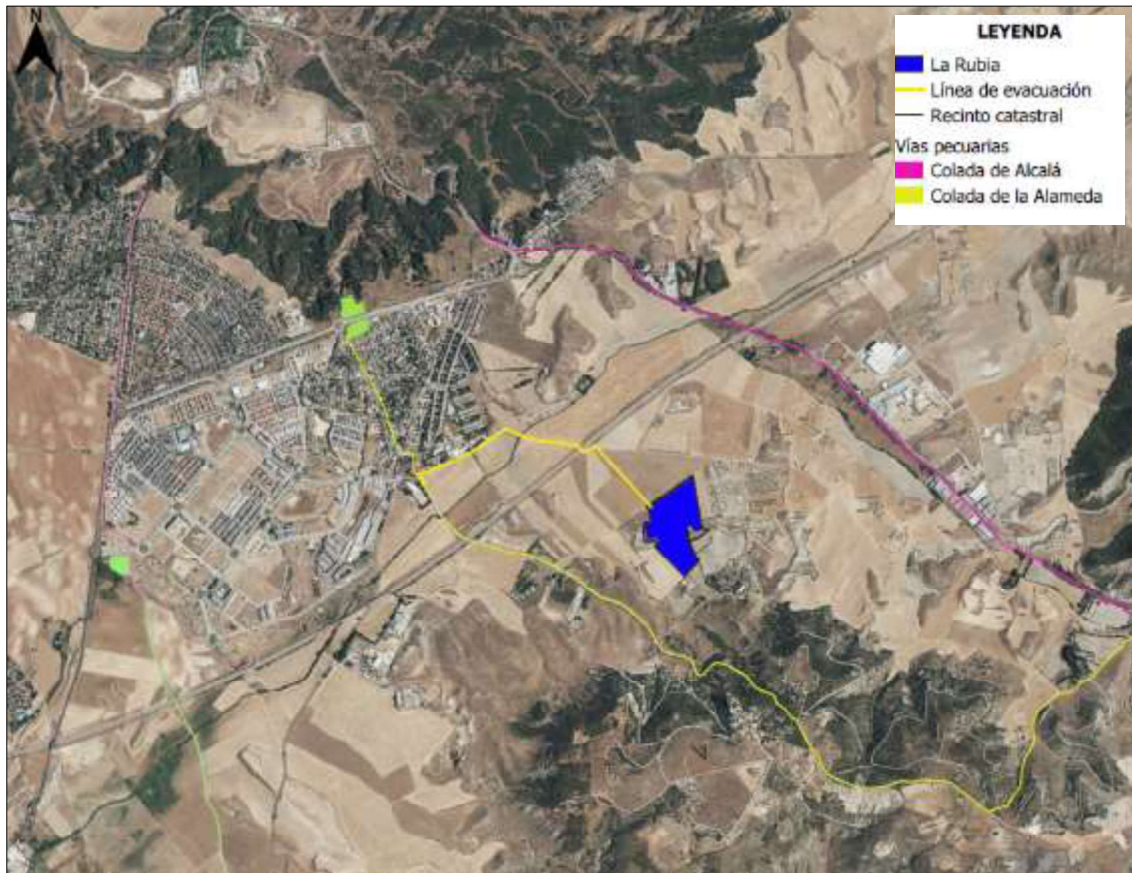 N
LEYENDA
La Rubia
Línea de evacuación
Recinto catastral
Vías pecuarias
Colada de Alcalá
Colada de la Alameda